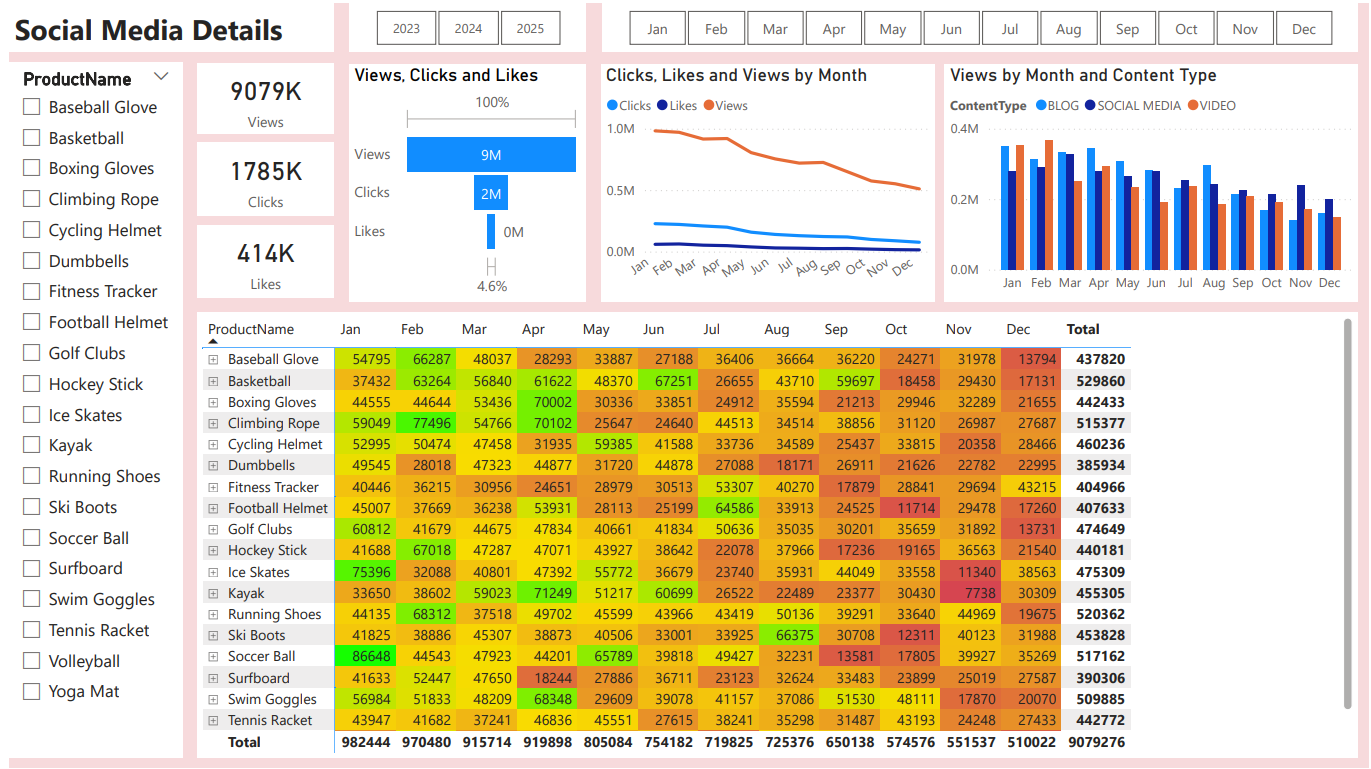 Social Media Details
2023 2024 2025
Jan Feb Mar Apr May Jun Jul Aug Sep Oct Nov Dec
ProductName
Baseball Glove
Basketball
Boxing Gloves
Climbing Rope
Cycling Helmet
Dumbbells
Fitness Tracker
Football Helmet
Golf Clubs
Hockey Stick
Ice Skates
Kayak
Running Shoes
Ski Boots
Soccer Ball
Surfboard
Swim Goggles
Tennis Racket
Volleyball
Yoga Mat
9079K
Views
1785K
Clicks
414K
Likes
Views, Clicks and Likes
100%
Views 9M
Clicks 2M
Likes 0M
4.6%
Clicks, Likes and Views by Month
Clicks Likes Views
1.0M
0.5M
0.0M
Jan Feb Mar Apr May Jun Jul Aug Sep Oct Nov Dec
Views by Month and Content Type
ContentType BLOG SOCIAL MEDIA VIDEO
0.4M
0.2M
0.0M
Jan Feb Mar Apr May Jun Jul Aug Sep Oct Nov Dec
ProductName Jan Feb Mar Apr May Jun Jul Aug Sep Oct Nov Dec Total
Baseball Glove 54795 66287 48037 28293 33887 27188 36406 36664 36220 24271 31978 13794 437820
Basketball 37432 63264 56840 61622 48370 67251 26655 43710 59697 18458 29430 17131 529860
Boxing Gloves 44555 44644 53436 70002 30336 33851 24912 35594 21213 29946 32289 21655 442433
Climbing Rope 59049 77496 54766 70102 25647 24640 44513 34514 38856 31120 26987 27687 515377
Cycling Helmet 52995 50474 47458 31935 59385 41588 33736 34589 25437 33815 20358 28466 460236
Dumbbells 49545 28018 47323 44877 31720 44878 27088 18171 26911 21626 22782 22995 385934
Fitness Tracker 40446 36215 30956 24651 28979 30513 53307 40270 17879 28841 29694 43215 404966
Football Helmet 45007 37669 36238 53931 28113 25199 64586 33913 24525 11714 29478 17260 407633
Golf Clubs 60812 41679 44675 47834 40661 41834 50636 35035 30201 35659 31892 13731 474649
Hockey Stick 41688 67018 47287 47071 43927 38642 22078 37966 17236 19165 36563 21540 440181
Ice Skates 75396 32088 40801 47392 55772 36679 23740 35931 44049 33558 11340 38563 475309
Kayak 33650 38602 59023 71249 51217 60699 26522 22489 23377 30430 7738 30309 455305
Running Shoes 44135 68312 37518 49702 45599 43966 43419 50136 39291 33640 44969 19675 520362
Ski Boots 41825 38886 45307 38873 40506 33001 33925 66375 30708 12311 40123 31988 453828
Soccer Ball 86648 44543 47923 44201 65789 39818 49427 32231 13581 17805 39927 35269 517162
Surfboard 41633 52447 47650 18244 27886 36711 23123 32624 33483 23899 25019 27587 390306
Swim Goggles 56984 51833 48209 68348 29609 39078 41157 37086 51530 48111 17870 20070 509885
Tennis Racket 43947 41682 37241 46836 45551 27615 38241 35298 31487 43193 24248 27433 442772
Total 982444 970480 915714 919898 805084 754182 719825 725376 650138 574576 551537 510022 9079276